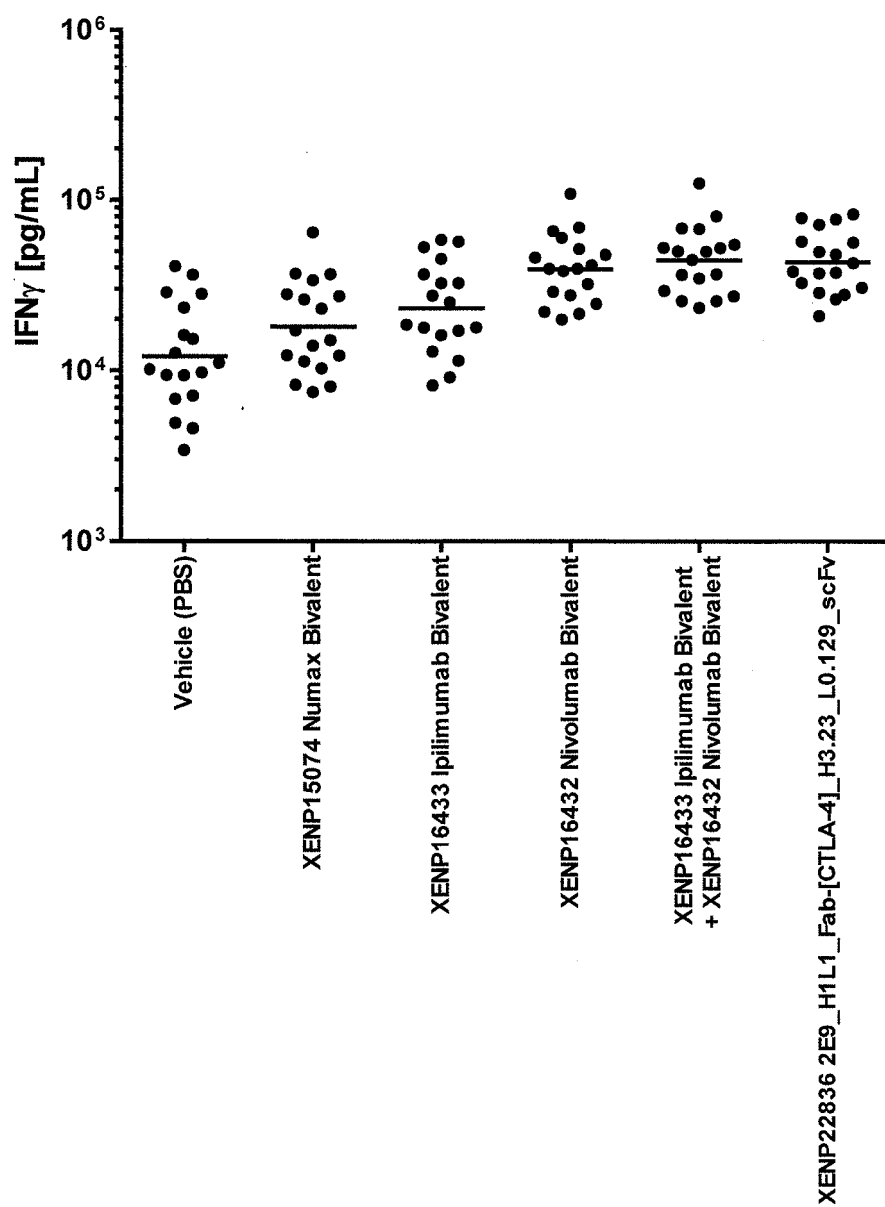 IFNγ [pg/mL]
10⁶
10⁵
10⁴
10³
Vehicle (PBS)
XENP15074 Numax Bivalent
XENP16433 Ipilimumab Bivalent
XENP16432 Nivolumab Bivalent
XENP16433 Ipilimumab Bivalent
+ XENP16432 Nivolumab Bivalent
XENP22836 2E9_H1L1_Fab-[CTLA-4]_H3.23_L0.129_scFv